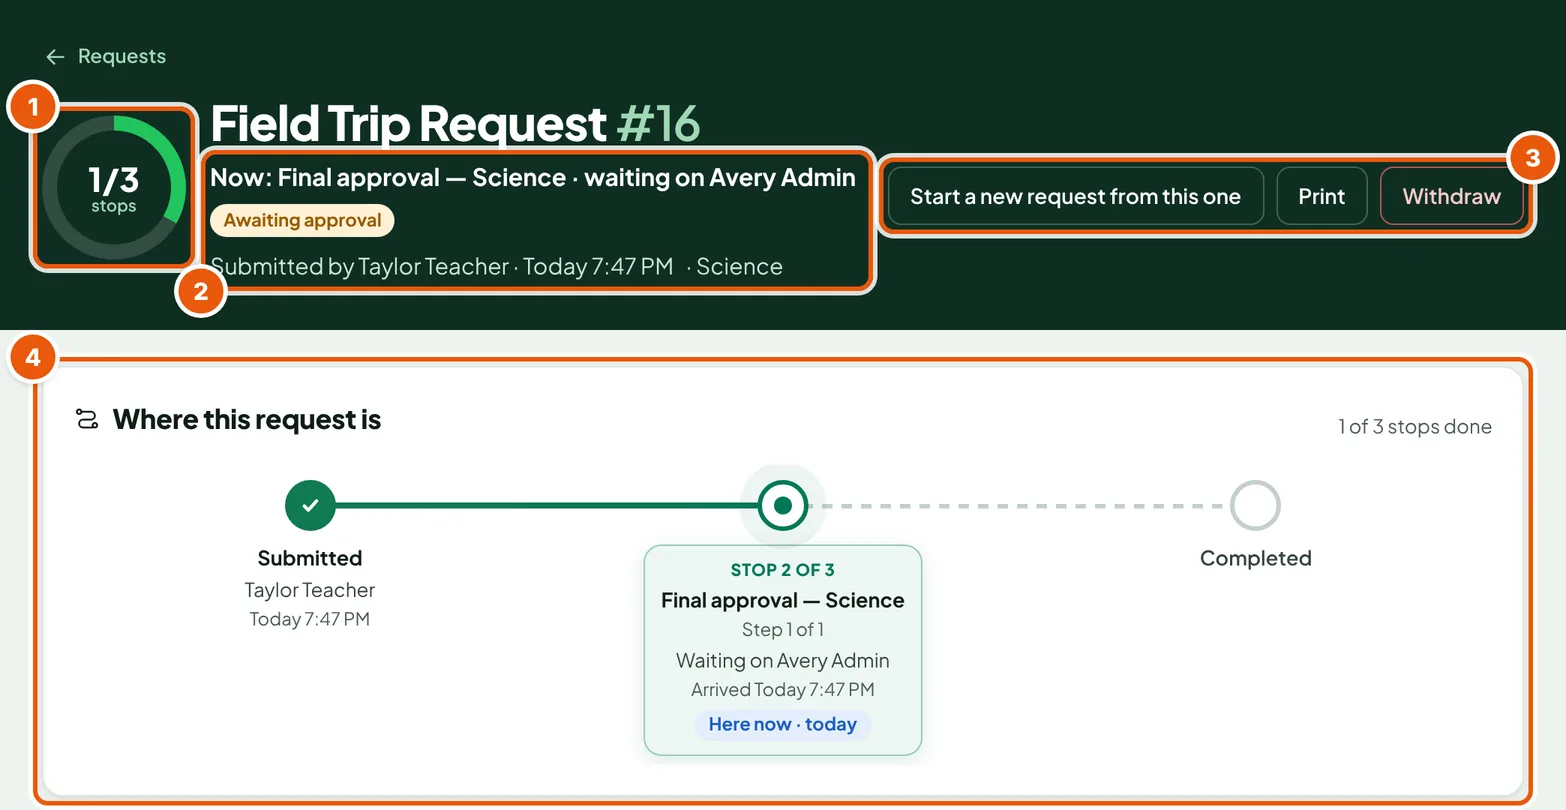 ← Requests
1
Field Trip Request #16
1/3
stops
Now: Final approval — Science · waiting on Avery Admin
Awaiting approval
Submitted by Taylor Teacher · Today 7:47 PM · Science
2
Start a new request from this one
Print
Withdraw
3
4
Where this request is
1 of 3 stops done
Submitted
Taylor Teacher
Today 7:47 PM
STOP 2 OF 3
Final approval — Science
Step 1 of 1
Waiting on Avery Admin
Arrived Today 7:47 PM
Here now · today
Completed